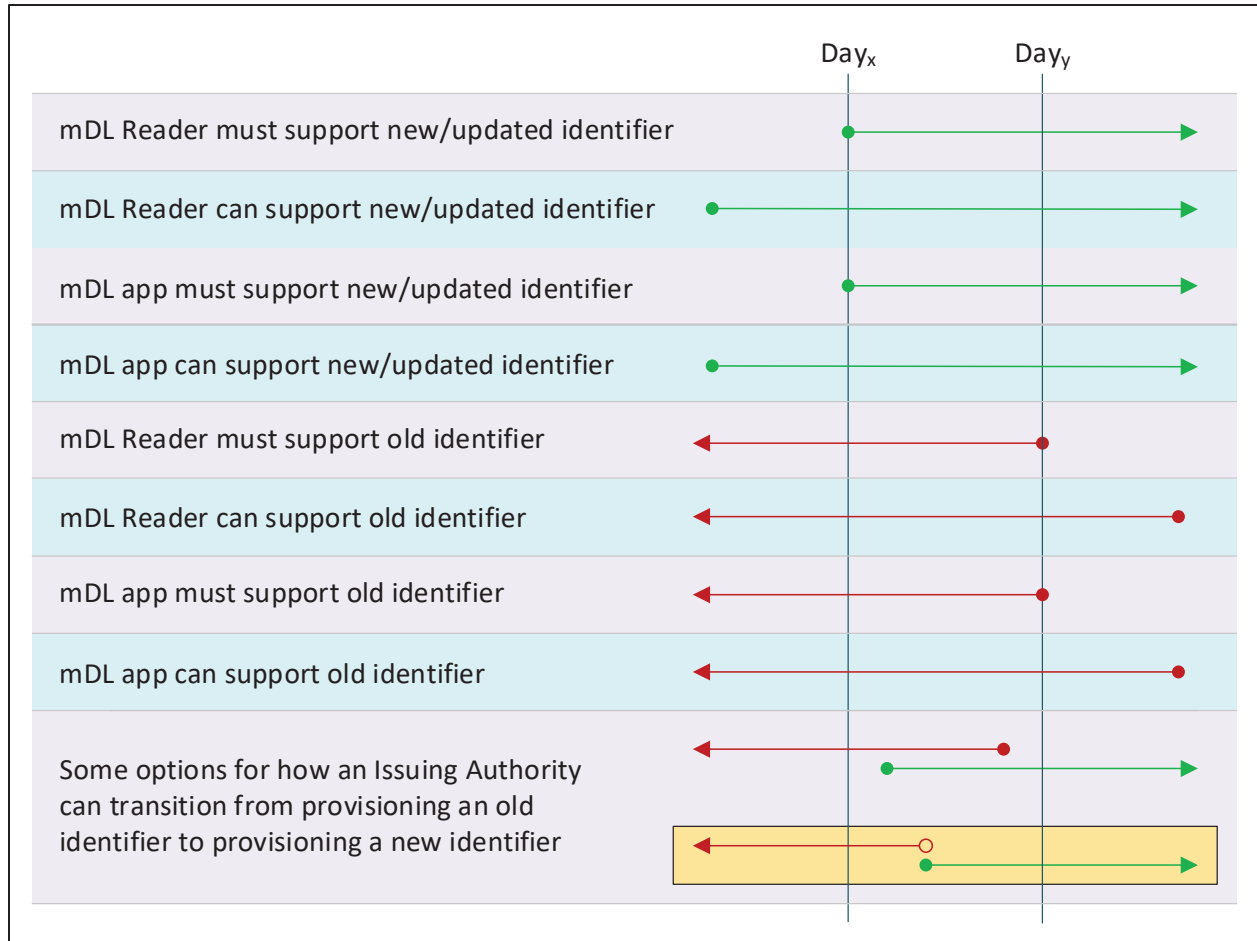 Dayx Dayy
mDL Reader must support new/updated identifier
mDL Reader can support new/updated identifier
mDL app must support new/updated identifier
mDL app can support new/updated identifier
mDL Reader must support old identifier
mDL Reader can support old identifier
mDL app must support old identifier
mDL app can support old identifier
Some options for how an Issuing Authority
can transition from provisioning an old
identifier to provisioning a new identifier